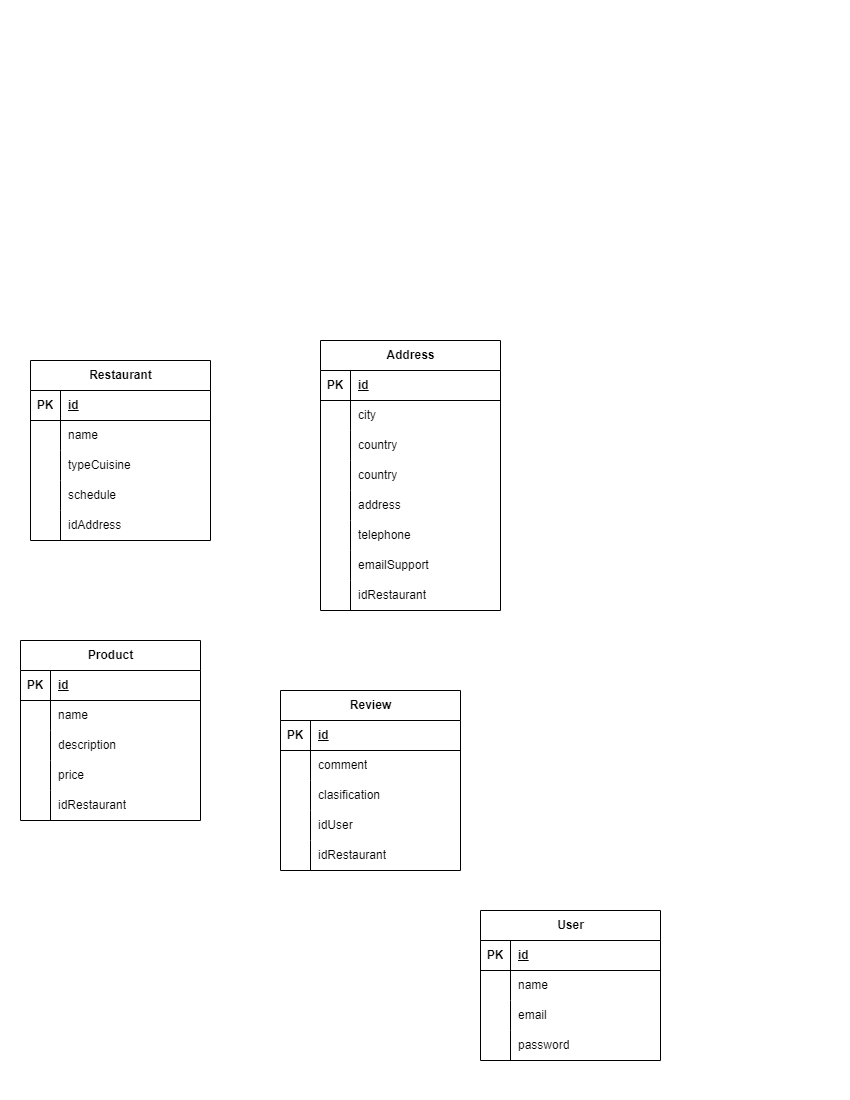 Restaurant
PK id
name
typeCuisine
schedule
idAddress
Address
PK id
city
country
country
address
telephone
emailSupport
idRestaurant
Product
PK id
name
description
price
idRestaurant
Review
PK id
comment
clasification
idUser
idRestaurant
User
PK id
name
email
password